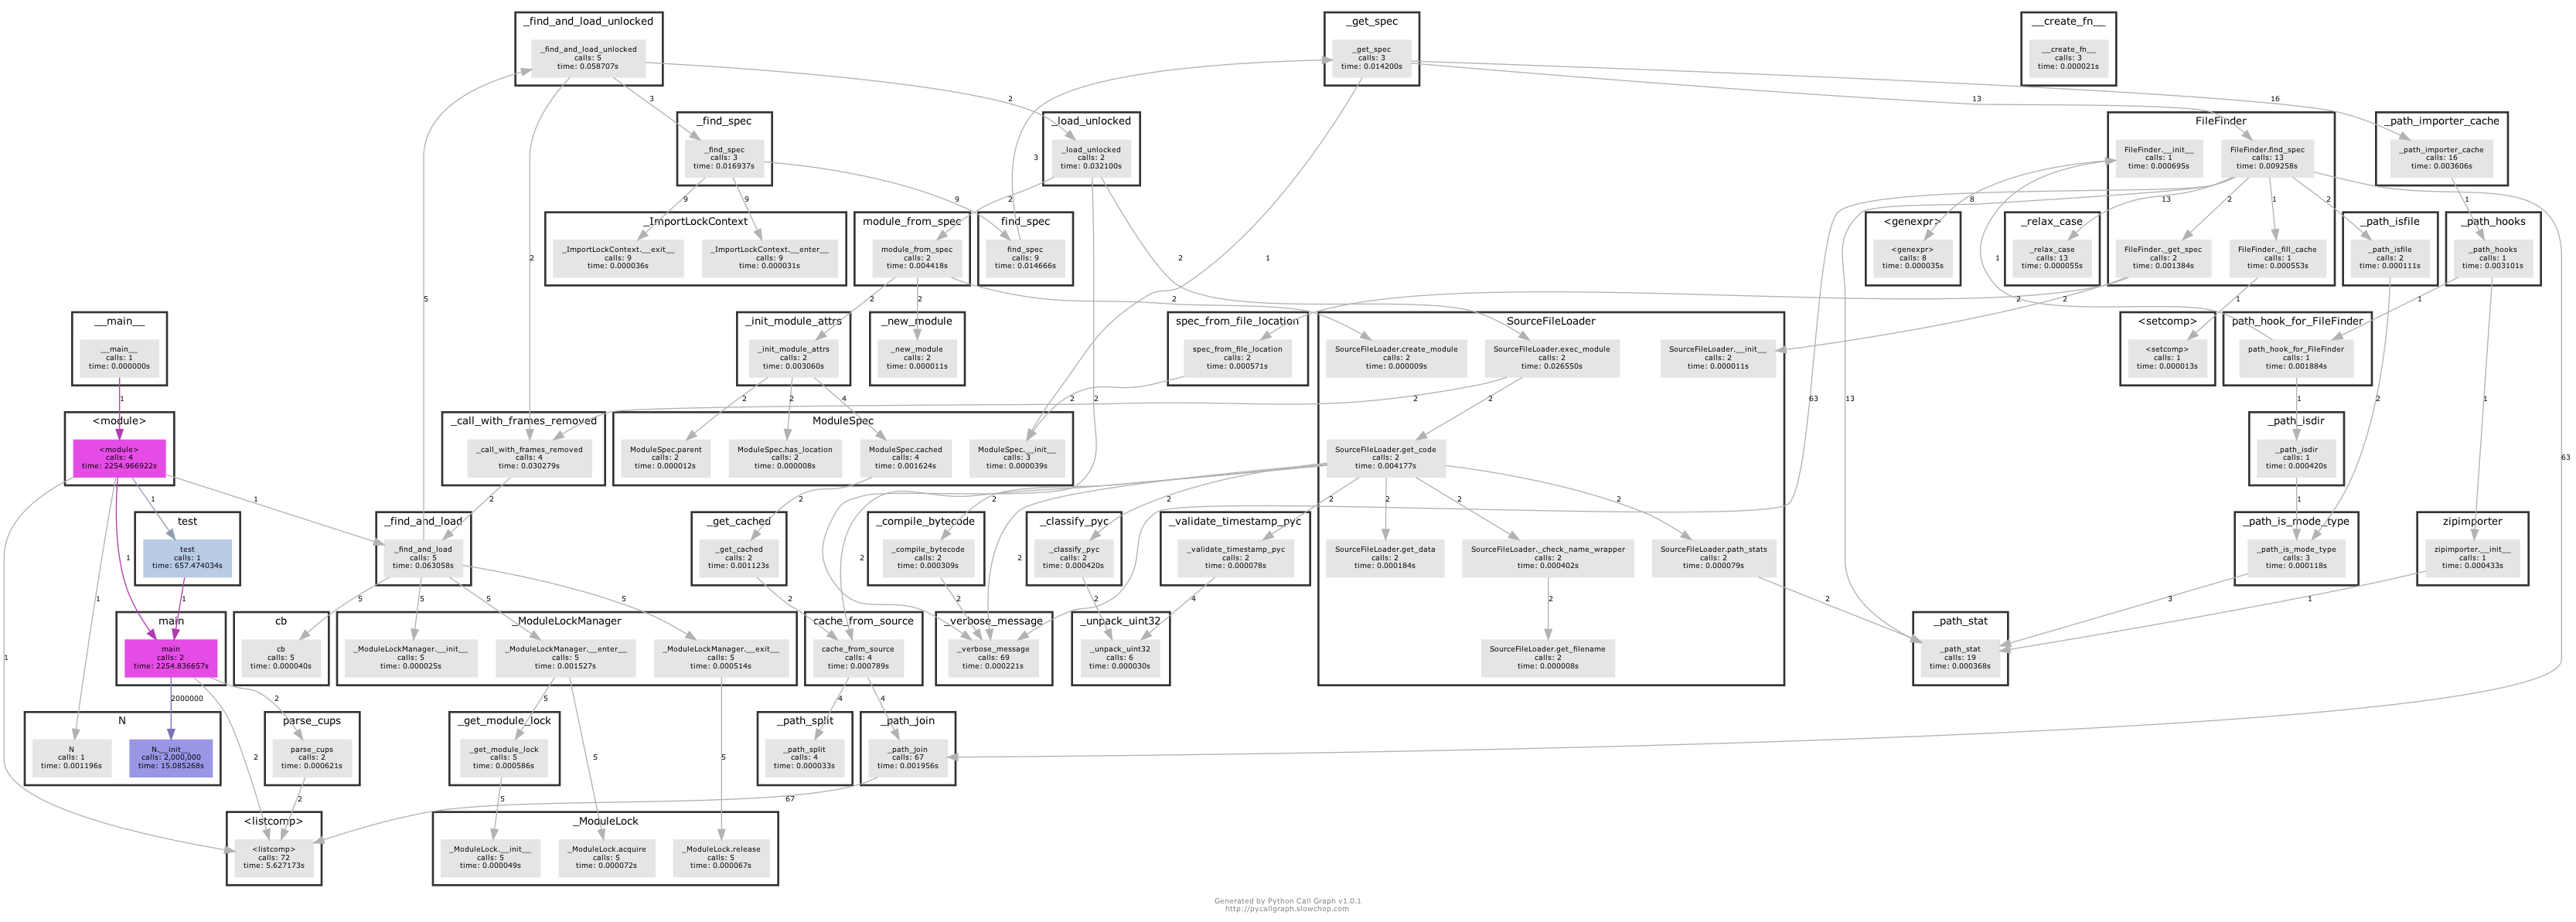 _find_and_load_unlocked
_find_and_load_unlocked
calls: 5
time: 0.058707s
_get_spec
_get_spec
calls: 3
time: 0.014200s
__create_fn__
__create_fn__
calls: 3
time: 0.000021s
3
2
13
16
_find_spec
_find_spec
calls: 3
time: 0.016937s
_load_unlocked
_load_unlocked
calls: 2
time: 0.032100s
FileFinder
FileFinder.__init__
calls: 1
time: 0.000695s
FileFinder.find_spec
calls: 13
time: 0.009258s
FileFinder._get_spec
calls: 2
time: 0.001384s
FileFinder._fill_cache
calls: 1
time: 0.000553s
_path_importer_cache
_path_importer_cache
calls: 16
time: 0.003606s
3
9
9
9
2
8
13
2
1
2
1
_ImportLockContext
_ImportLockContext.__exit__
calls: 9
time: 0.000036s
_ImportLockContext.__enter__
calls: 9
time: 0.000031s
module_from_spec
module_from_spec
calls: 2
time: 0.004418s
find_spec
find_spec
calls: 9
time: 0.014666s
<genexpr>
<genexpr>
calls: 8
time: 0.000035s
_relax_case
_relax_case
calls: 13
time: 0.000055s
_path_isfile
_path_isfile
calls: 2
time: 0.000111s
_path_hooks
_path_hooks
calls: 1
time: 0.003101s
2
2
1
1
5
2
2
2
2
2
1
1
__main__
__main__
calls: 1
time: 0.000000s
_init_module_attrs
_init_module_attrs
calls: 2
time: 0.003060s
_new_module
_new_module
calls: 2
time: 0.000011s
spec_from_file_location
spec_from_file_location
calls: 2
time: 0.000571s
SourceFileLoader
SourceFileLoader.create_module
calls: 2
time: 0.000009s
SourceFileLoader.exec_module
calls: 2
time: 0.026550s
SourceFileLoader.__init__
calls: 2
time: 0.000011s
<setcomp>
<setcomp>
calls: 1
time: 0.000013s
path_hook_for_FileFinder
path_hook_for_FileFinder
calls: 1
time: 0.001884s
1
2
2
4
2
2
2
2
63
13
1
2
1
<module>
<module>
calls: 4
time: 2254.966922s
_call_with_frames_removed
_call_with_frames_removed
calls: 4
time: 0.030279s
ModuleSpec
ModuleSpec.parent
calls: 2
time: 0.000012s
ModuleSpec.has_location
calls: 2
time: 0.000008s
ModuleSpec.cached
calls: 4
time: 0.001624s
ModuleSpec.__init__
calls: 3
time: 0.000039s
SourceFileLoader.get_code
calls: 2
time: 0.004177s
_path_isdir
_path_isdir
calls: 1
time: 0.000420s
63
1
1
2
2
2
2
2
2
2
2
1
test
test
calls: 1
time: 657.474034s
_find_and_load
_find_and_load
calls: 5
time: 0.063058s
_get_cached
_get_cached
calls: 2
time: 0.001123s
_compile_bytecode
_compile_bytecode
calls: 2
time: 0.000309s
_classify_pyc
_classify_pyc
calls: 2
time: 0.000420s
_validate_timestamp_pyc
_validate_timestamp_pyc
calls: 2
time: 0.000078s
SourceFileLoader.get_data
calls: 2
time: 0.000184s
SourceFileLoader._check_name_wrapper
calls: 2
time: 0.000402s
SourceFileLoader.path_stats
calls: 2
time: 0.000079s
_path_is_mode_type
_path_is_mode_type
calls: 3
time: 0.000118s
zipimporter
zipimporter.__init__
calls: 1
time: 0.000433s
1
2
2
1
1
5
5
5
5
2
2
2
4
2
2
3
1
main
main
calls: 2
time: 2254.836657s
cb
cb
calls: 5
time: 0.000040s
_ModuleLockManager
_ModuleLockManager.__init__
calls: 5
time: 0.000025s
_ModuleLockManager.__enter__
calls: 5
time: 0.001527s
_ModuleLockManager.__exit__
calls: 5
time: 0.000514s
cache_from_source
cache_from_source
calls: 4
time: 0.000789s
_verbose_message
_verbose_message
calls: 69
time: 0.000221s
_unpack_uint32
_unpack_uint32
calls: 6
time: 0.000030s
SourceFileLoader.get_filename
calls: 2
time: 0.000008s
_path_stat
_path_stat
calls: 19
time: 0.000368s
1
2000000
2
5
4
4
N
N
calls: 1
time: 0.001196s
N.__init__
calls: 2,000,000
time: 15.085268s
parse_cups
parse_cups
calls: 2
time: 0.000621s
_get_module_lock
_get_module_lock
calls: 5
time: 0.000586s
_path_split
_path_split
calls: 4
time: 0.000033s
_path_join
_path_join
calls: 67
time: 0.001956s
2
5
5
2
5
67
<listcomp>
<listcomp>
calls: 72
time: 5.627173s
_ModuleLock
_ModuleLock.__init__
calls: 5
time: 0.000049s
_ModuleLock.acquire
calls: 5
time: 0.000072s
_ModuleLock.release
calls: 5
time: 0.000067s
Generated by Python Call Graph v1.0.1
http://pycallgraph.slowchop.com